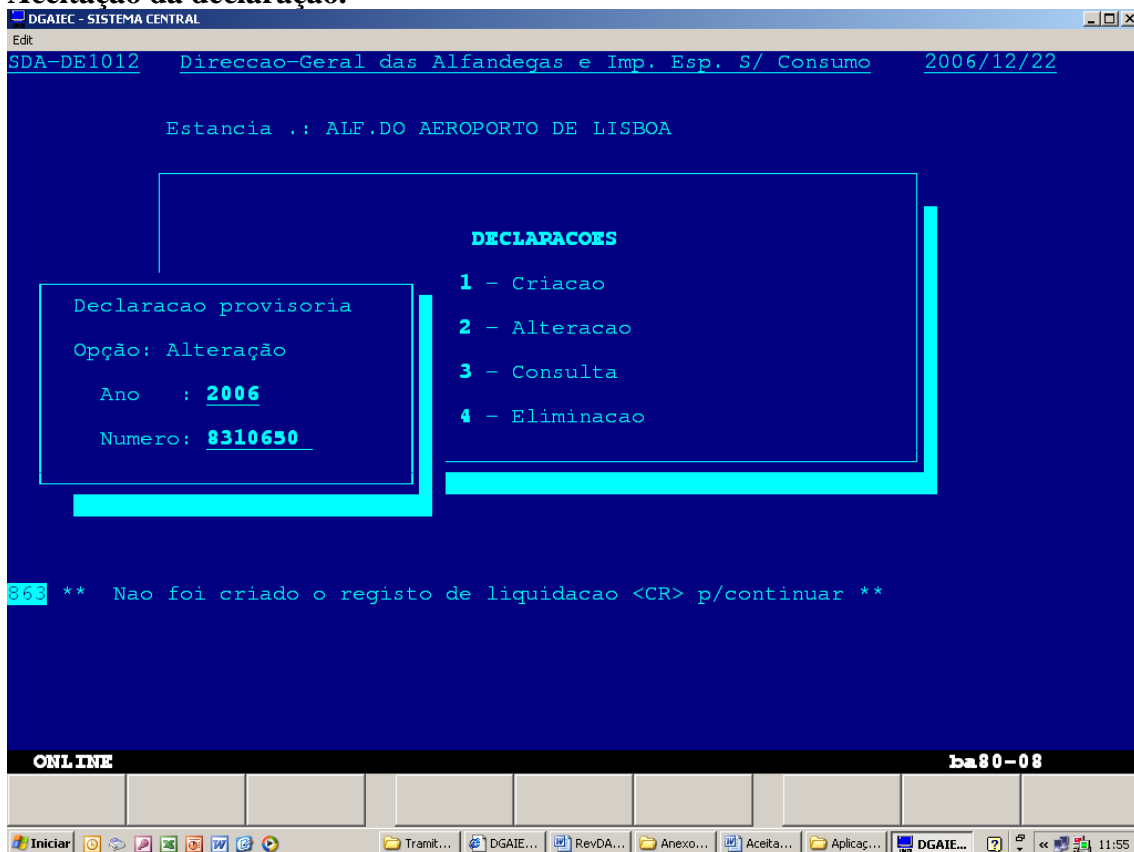 Aceitação da declaração.
DGAIEC - SISTEMA CENTRAL
Edit
SDA-DE1012 Direccao-Geral das Alfandegas e Imp. Esp. S/ Consumo 2006/12/22
Estancia .: ALF.DO AEROPORTO DE LISBOA
DECLARACOES
1 - Criacao
2 - Alteracao
3 - Consulta
4 - Eliminacao
Declaracao provisoria
Opção: Alteração
Ano : 2006
Numero: 8310650
863 ** Nao foi criado o registo de liquidacao <CR> p/continuar **
ONLINE ba80-08
Iniciar Tramit... DGAIE... RevDA... Anexo... Aceita... Aplicaç... DGAIE... 11:55